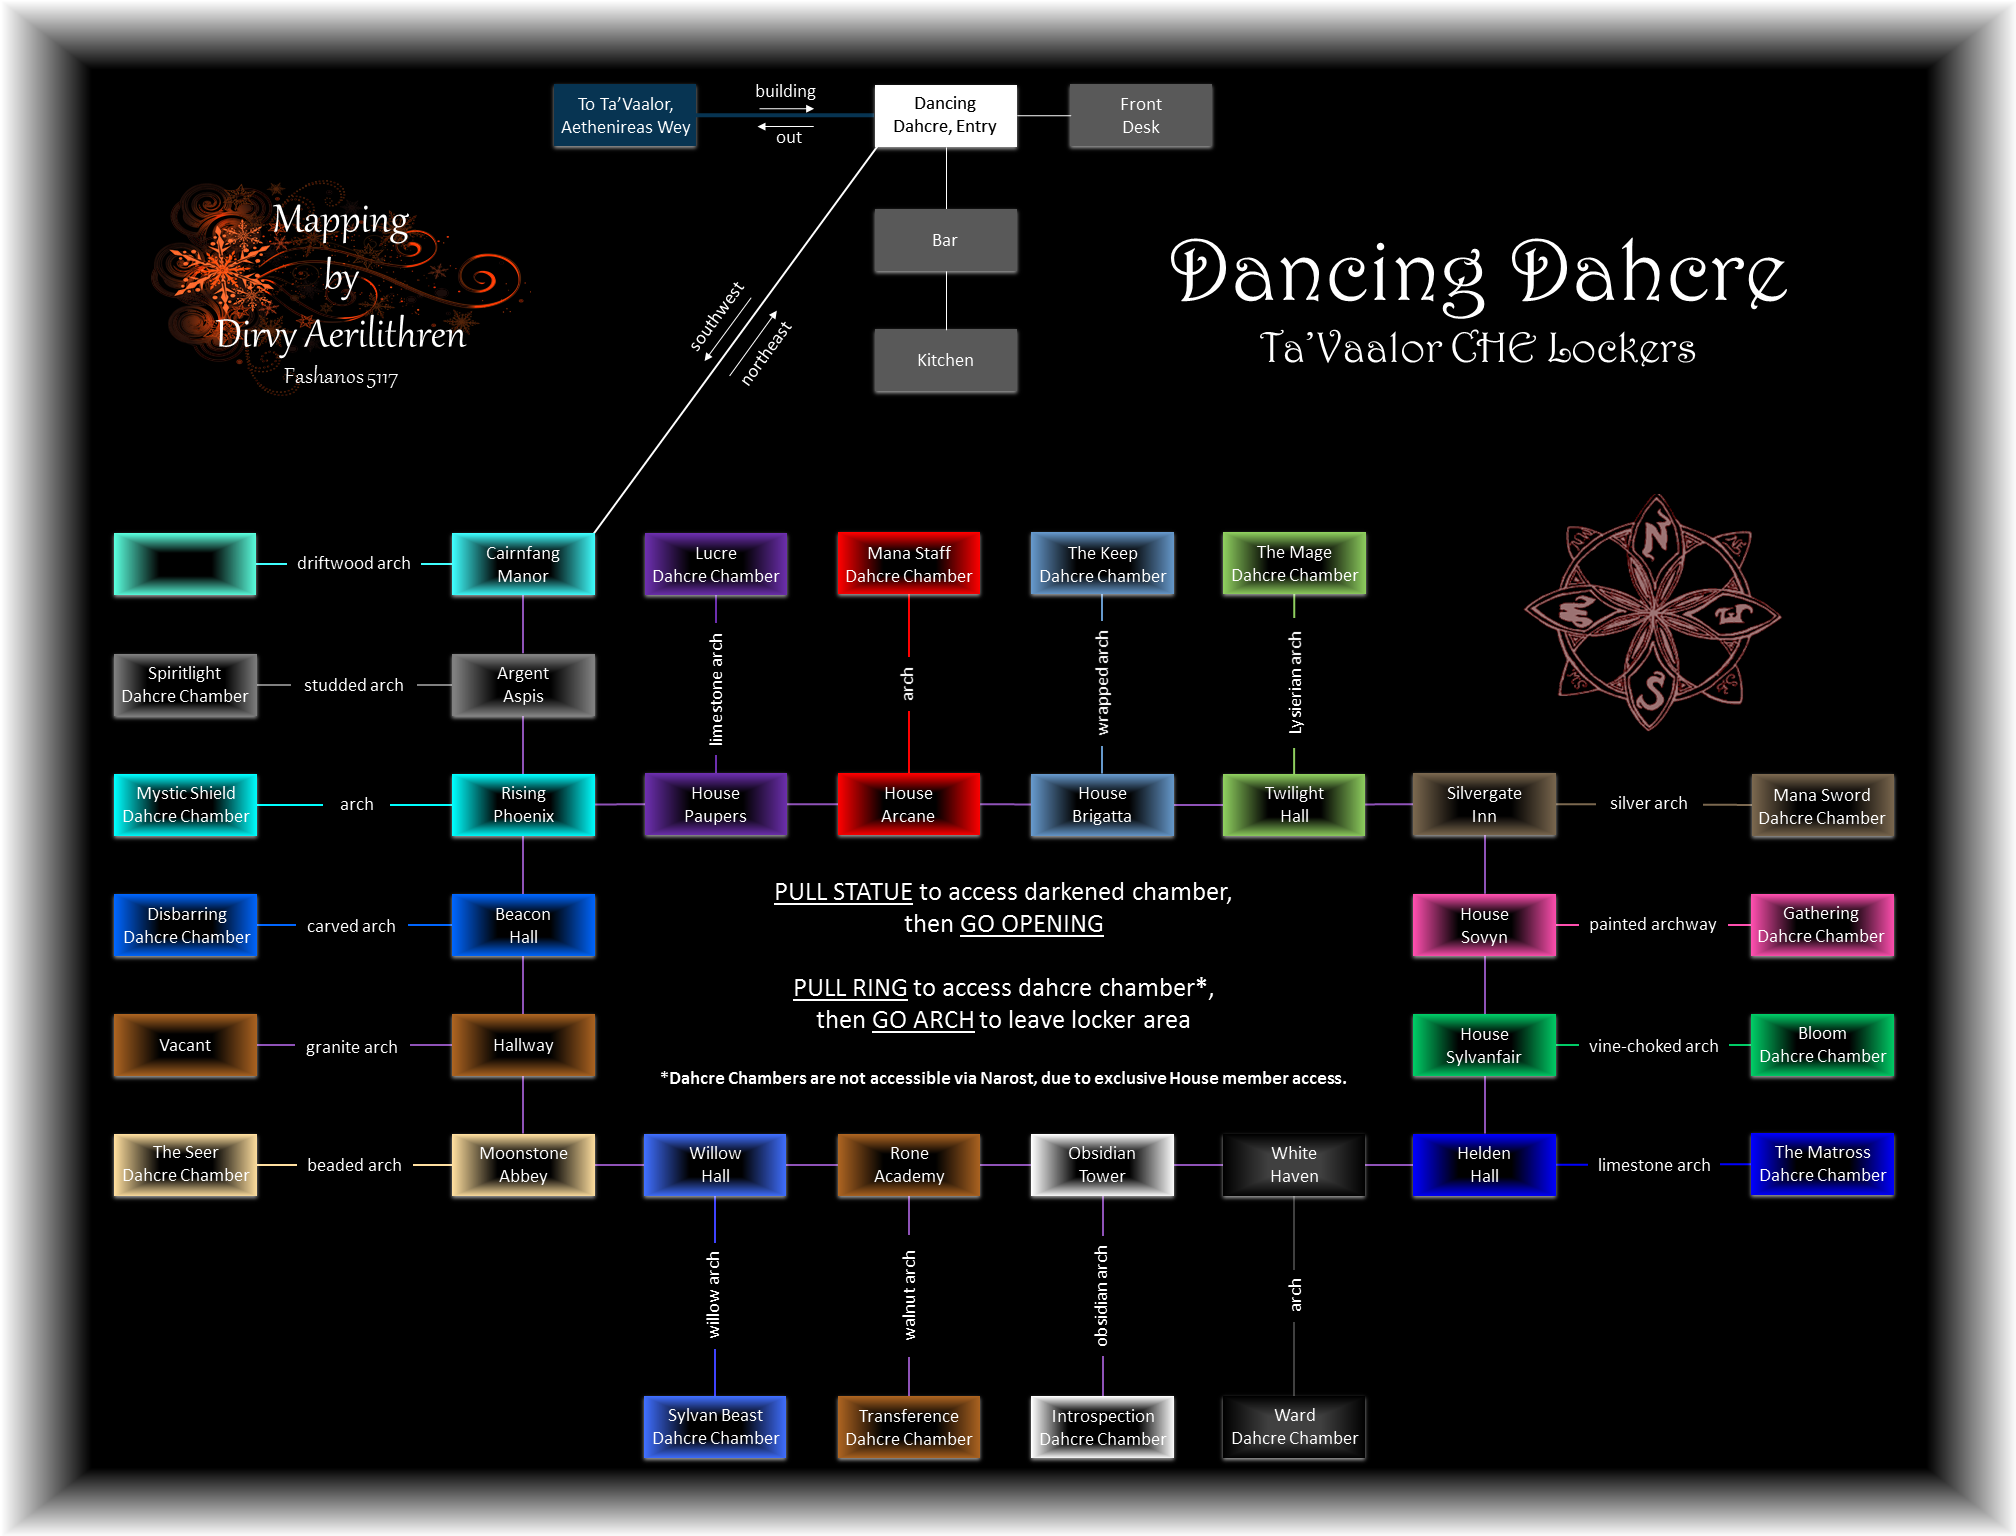 To Ta'Vaalor,
Aethenireas Wey
building
out
Dancing
Dahcre, Entry
Front
Desk
Bar
Kitchen
southwest
northeast
Mapping
by
Dirvy Aerilithren
Fashanos 5117
Dancing Dahcre
Ta'Vaalor CHE Lockers
driftwood arch
Cairnfang
Manor
Lucre
Dahcre Chamber
Mana Staff
Dahcre Chamber
The Keep
Dahcre Chamber
The Mage
Dahcre Chamber
N
E
S
W
Spiritlight
Dahcre Chamber
studded arch
Argent
Aspis
limestone arch
arch
wrapped arch
Lysierian arch
Mystic Shield
Dahcre Chamber
arch
Rising
Phoenix
House
Paupers
House
Arcane
House
Brigatta
Twilight
Hall
Silvergate
Inn
silver arch
Mana Sword
Dahcre Chamber
Disbarring
Dahcre Chamber
carved arch
Beacon
Hall
PULL STATUE to access darkened chamber,
then GO OPENING
House
Sovyn
painted archway
Gathering
Dahcre Chamber
PULL RING to access dahcre chamber*,
then GO ARCH to leave locker area
Vacant
granite arch
Hallway
House
Sylvanfair
vine-choked arch
Bloom
Dahcre Chamber
*Dahcre Chambers are not accessible via Narost, due to exclusive House member access.
The Seer
Dahcre Chamber
beaded arch
Moonstone
Abbey
Willow
Hall
Rone
Academy
Obsidian
Tower
White
Haven
Helden
Hall
limestone arch
The Matross
Dahcre Chamber
willow arch
walnut arch
obsidian arch
arch
Sylvan Beast
Dahcre Chamber
Transference
Dahcre Chamber
Introspection
Dahcre Chamber
Ward
Dahcre Chamber